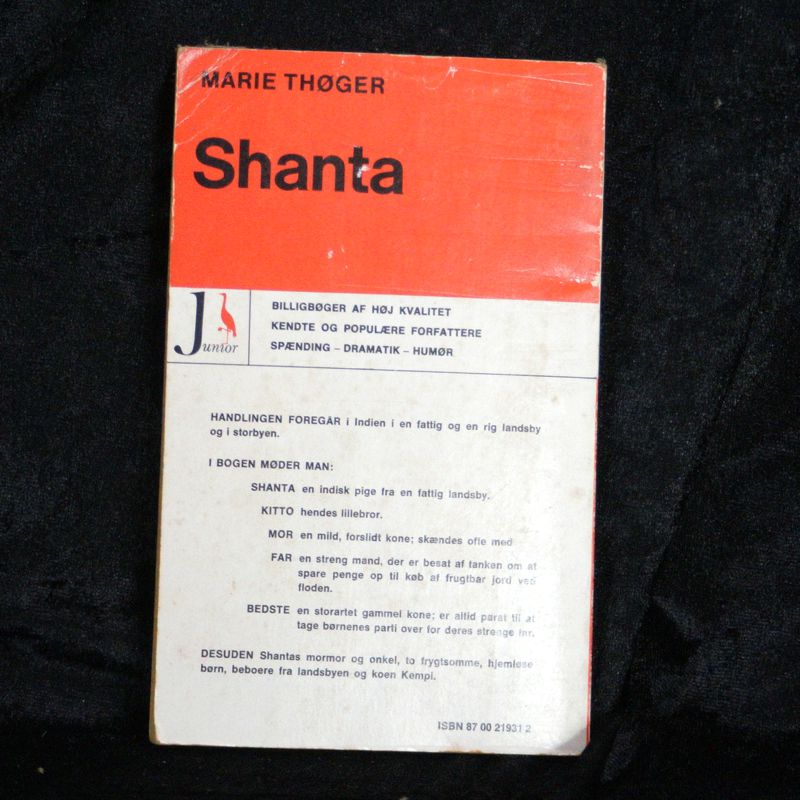 MARIE THØGER
Shanta
Junior
BILLIGBØGER AF HØJ KVALITET
KENDTE OG POPULÆRE FORFATTERE
SPÆNDING – DRAMATIK – HUMØR
HANDLINGEN FOREGÅR i Indien i en fattig og en rig landsby
og i storbyen.
I BOGEN MØDER MAN:
SHANTA en indisk pige fra en fattig landsby.
KITTO hendes lillebror.
MOR en mild, forslidt kone; skændes ofte med
FAR en streng mand, der er besat af tanken om at
spare penge op til køb af frugtbar jord ved
floden.
BEDSTE en storartet gammel kone; er altid parat til at
tage børnenes parti over for deres strenge far.
DESUDEN Shantas mormor og onkel, to frygtsomme, hjemløse
børn, beboere fra landsbyen og koen Kempi.
ISBN 87 00 21931 2